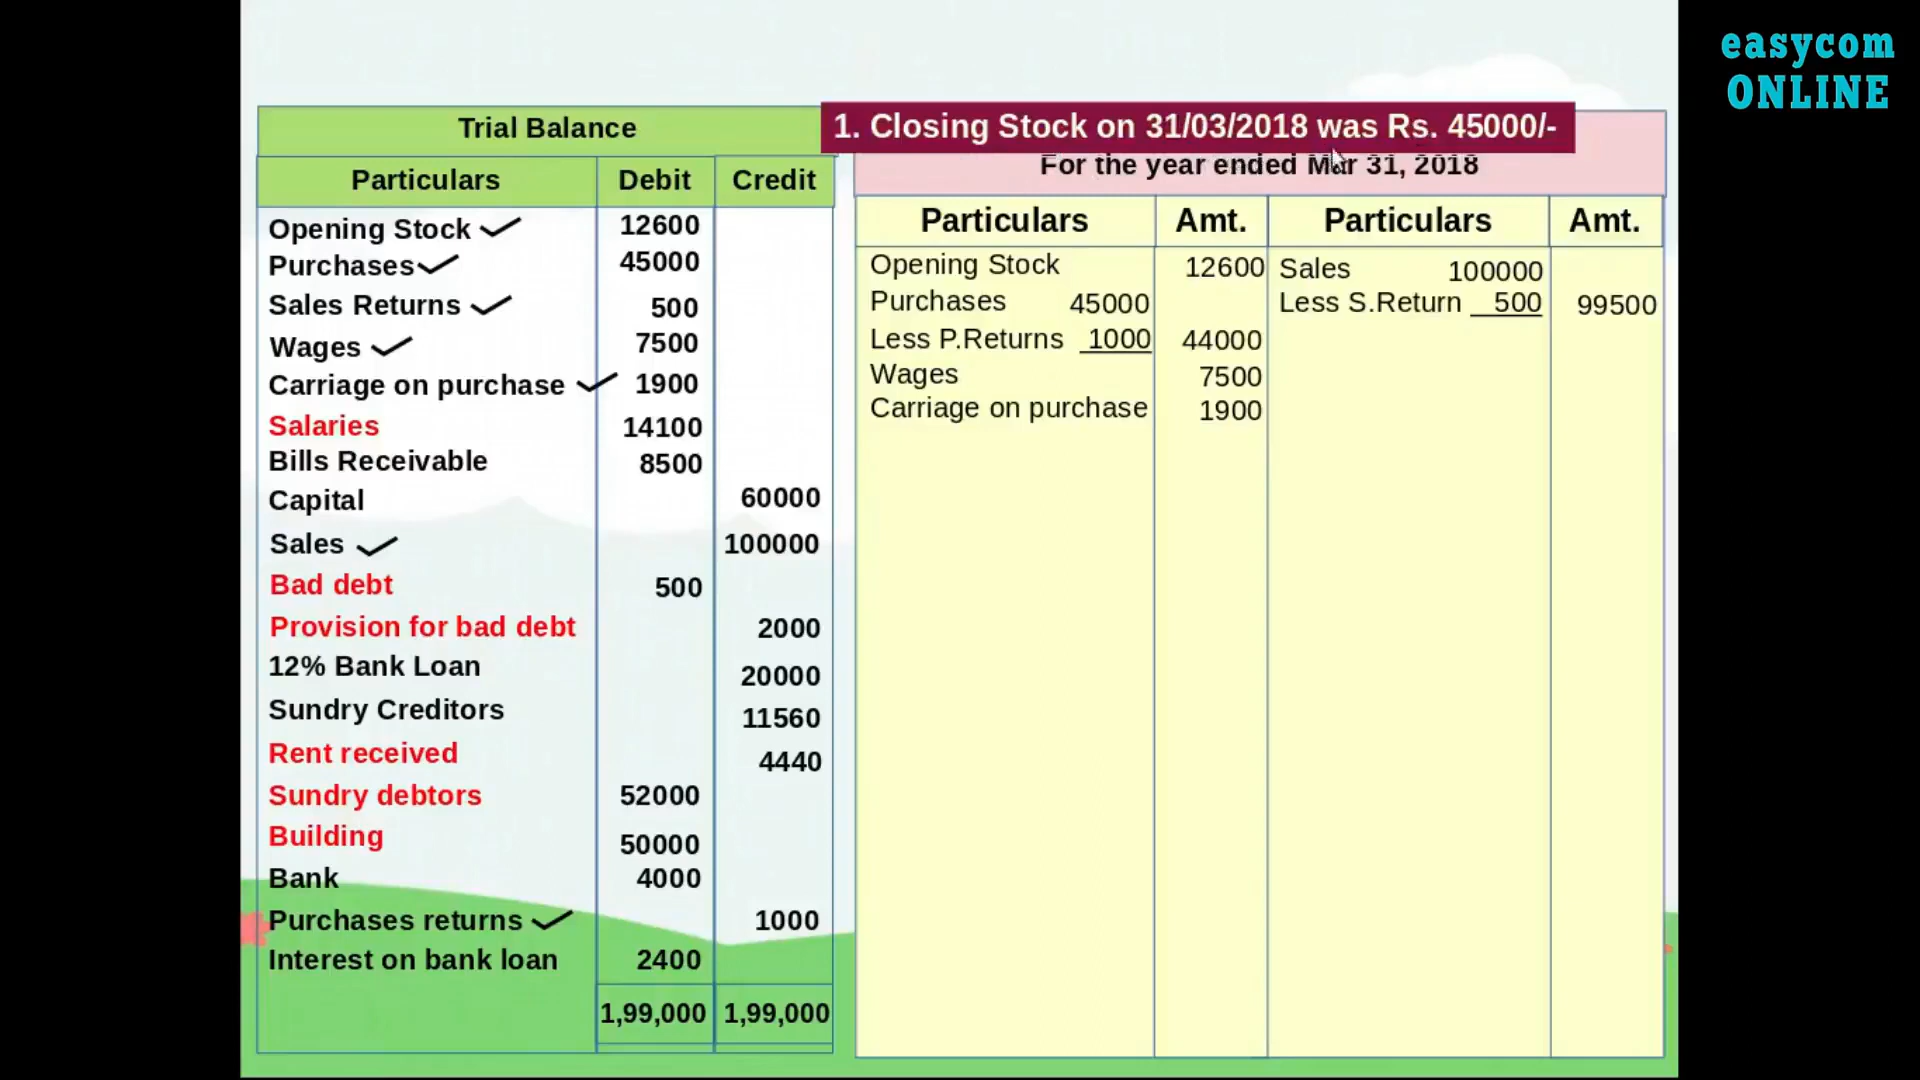 easycom
ONLINE
Trial Balance
Particulars Debit Credit
Opening Stock 12600
Purchases 45000
Sales Returns 500
Wages 7500
Carriage on purchase 1900
Salaries 14100
Bills Receivable 8500
Capital 60000
Sales 100000
Bad debt 500
Provision for bad debt 2000
12% Bank Loan 20000
Sundry Creditors 11560
Rent received 4440
Sundry debtors 52000
Building 50000
Bank 4000
Purchases returns 1000
Interest on bank loan 2400
1,99,000 1,99,000
1. Closing Stock on 31/03/2018 was Rs. 45000/-
For the year ended Mar 31, 2018
Particulars Amt. Particulars Amt.
Opening Stock 12600 Sales 100000
Purchases 45000 Less S.Return 500 99500
Less P.Returns 1000 44000
Wages 7500
Carriage on purchase 1900